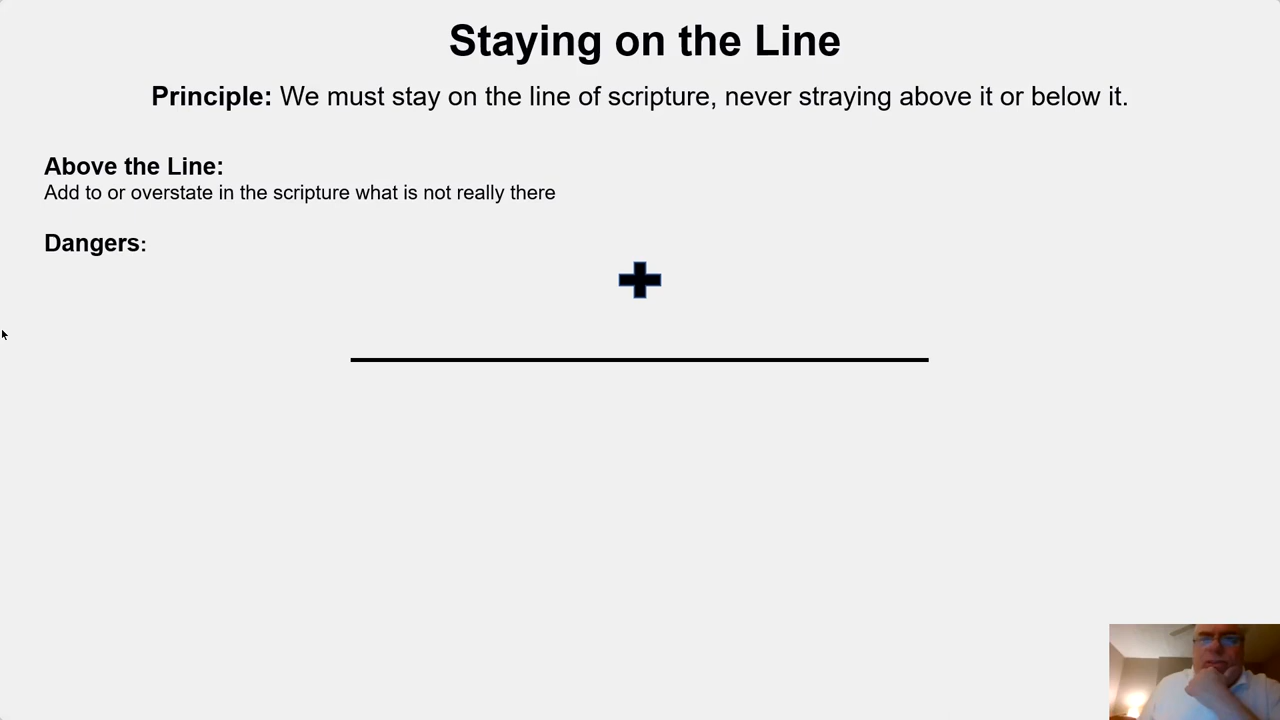 Staying on the Line
Principle: We must stay on the line of scripture, never straying above it or below it.
Above the Line:
Add to or overstate in the scripture what is not really there
Dangers: